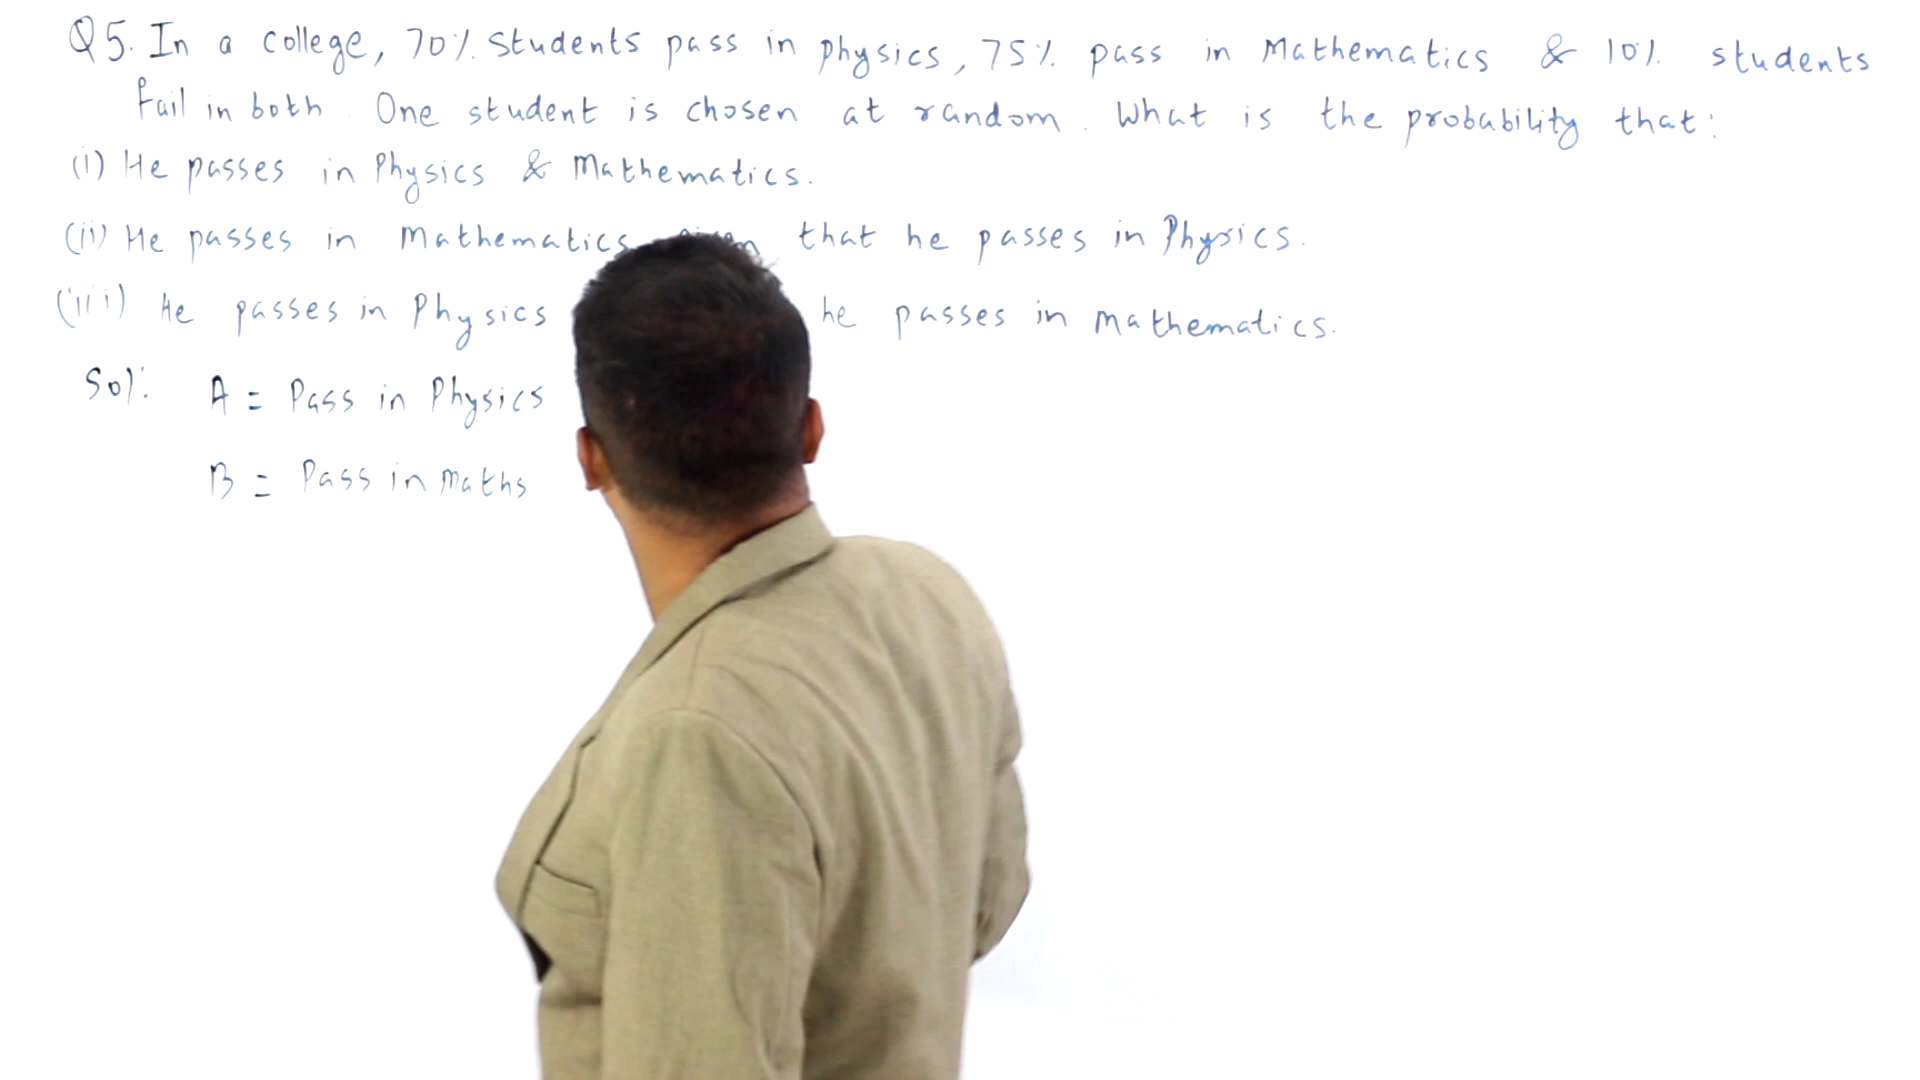 Q5. In a college, 70% students pass in physics, 75% pass in Mathematics & 10% students
fail in both. One student is chosen at random. What is the probability that:
(i) He passes in Physics & Mathematics.
(ii) He passes in Mathematics given that he passes in Physics.
(iii) He passes in Physics he passes in mathematics.
Sol: A = Pass in Physics
B = Pass in maths